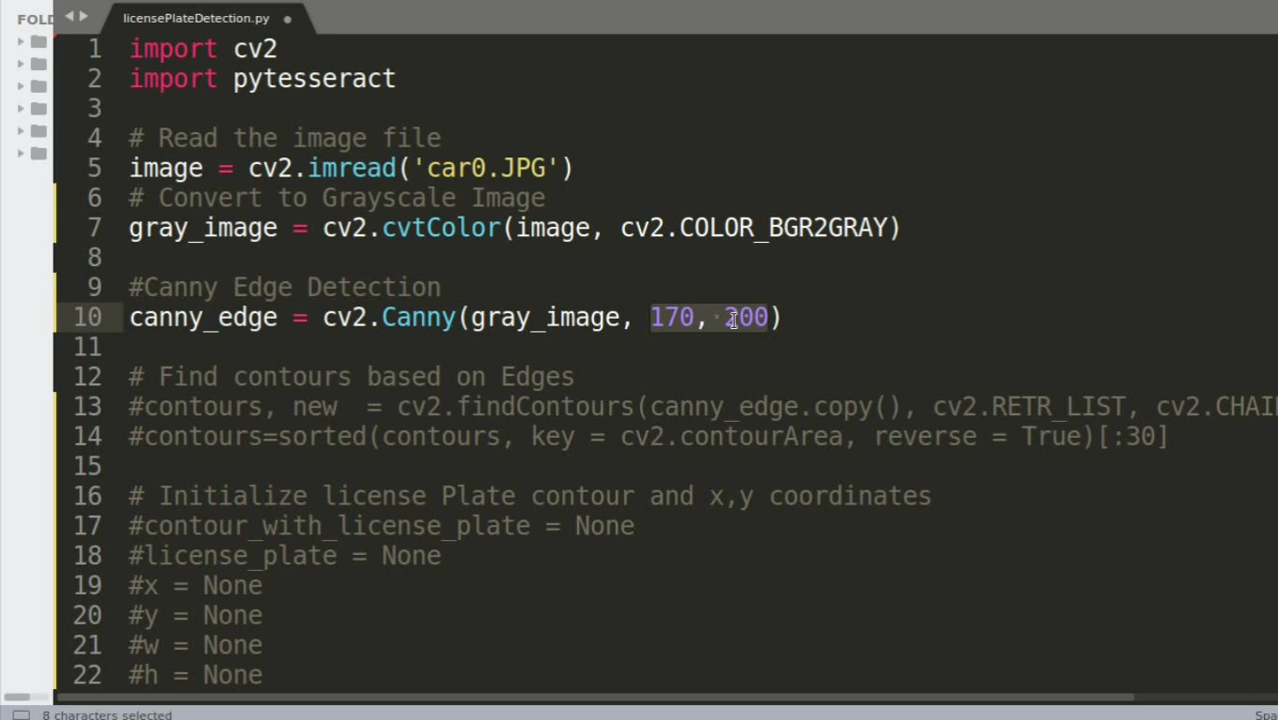 FOLD
licensePlateDetection.py
1 import cv2
2 import pytesseract
3
4 # Read the image file
5 image = cv2.imread('car0.JPG')
6 # Convert to Grayscale Image
7 gray_image = cv2.cvtColor(image, cv2.COLOR_BGR2GRAY)
8
9 #Canny Edge Detection
10 canny_edge = cv2.Canny(gray_image, 170, 200)
11
12 # Find contours based on Edges
13 #contours, new  = cv2.findContours(canny_edge.copy(), cv2.RETR_LIST, cv2.CHAI
14 #contours=sorted(contours, key = cv2.contourArea, reverse = True)[:30]
15
16 # Initialize license Plate contour and x,y coordinates
17 #contour_with_license_plate = None
18 #license_plate = None
19 #x = None
20 #y = None
21 #w = None
22 #h = None
8 characters selected
Spa